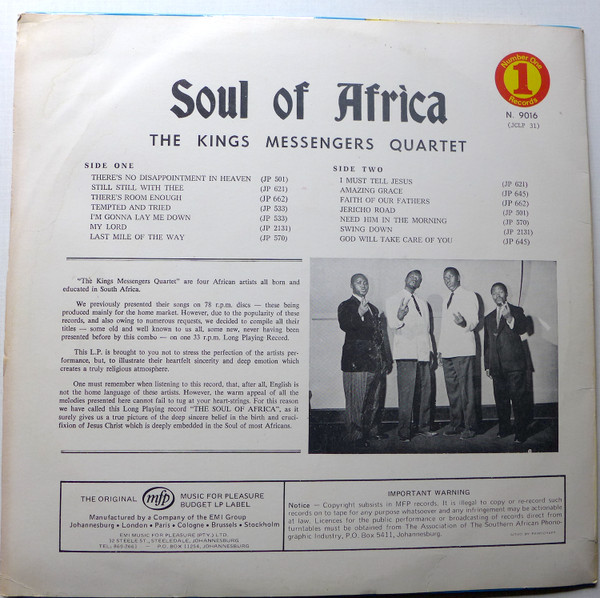 Soul of Africa
THE KINGS MESSENGERS QUARTET
Number One
1
Records
N. 9016
(JCLP 31)
SIDE ONE
THERE'S NO DISAPPOINTMENT IN HEAVEN (JP 501)
STILL STILL WITH THEE (JP 621)
THERE'S ROOM ENOUGH (JP 662)
TEMPTED AND TRIED (JP 533)
I'M GONNA LAY ME DOWN (JP 533)
MY LORD (JP 2131)
LAST MILE OF THE WAY (JP 570)
SIDE TWO
I MUST TELL JESUS (JP 621)
AMAZING GRACE (JP 645)
FAITH OF OUR FATHERS (JP 662)
JERICHO ROAD (JP 501)
NEED HIM IN THE MORNING (JP 570)
SWING DOWN (JP 2131)
GOD WILL TAKE CARE OF YOU (JP 645)
"The Kings Messengers Quartet" are four African artists all born and
educated in South Africa.
We previously presented their songs on 78 r.p.m. discs — these being
produced mainly for the home market. However, due to the popularity of these
records, and also owing to numerous requests, we decided to compile all their
titles — some old and well known to us all, some new, never having been
presented before by this combo — on one 33 r.p.m. Long Playing Record.
This L.P. is brought to you not to stress the perfection of the artists per-
formance, but, to illustrate their heartfelt sincerity and deep emotion which
creates a truly religious atmosphere.
One must remember when listening to this record, that, after all, English is
not the home language of these artists. However, the warm appeal of all the
melodies presented here cannot fail to tug at your heart-strings. For this reason
we have called this Long Playing record "THE SOUL OF AFRICA", as it
surely gives us a true picture of the deep sincere belief in the birth and cruci-
fixion of Jesus Christ which is deeply embedded in the Soul of most Africans.
THE ORIGINAL mfp MUSIC FOR PLEASURE
BUDGET LP LABEL
Manufactured by a Company of the EMI Group
Johannesburg • London • Paris • Cologne • Brussels • Stockholm
EMI MUSIC FOR PLEASURE (PTY.) LTD.
32 STEELE ST., STEELEDALE, JOHANNESBURG
P.O. BOX 11254, JOHANNESBURG
IMPORTANT WARNING
Notice — Copyright subsists in MFP records. It is illegal to copy or re-record such
records on to tape for any purpose whatsoever and any infringement may be actionable
at law. Licences for the public performance or broadcasting of records direct from
turntables must be obtained from The Association of The Southern African Phono-
graphic Industry, P.O. Box 5411, Johannesburg.